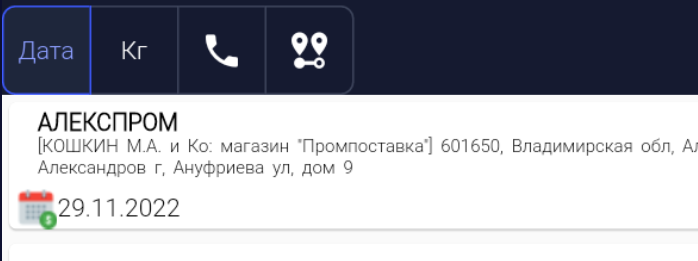 Дата Кг
АЛЕКСПРОМ
[КОШКИН М.А. и Ко: магазин "Промпоставка"] 601650, Владимирская обл,
Александров г, Ануфриева ул, дом 9
29.11.2022